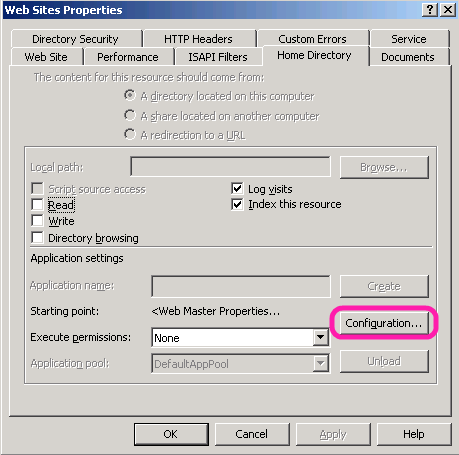 Web Sites Properties
Directory Security HTTP Headers Custom Errors Service
Web Site Performance ISAPI Filters Home Directory Documents
The content for this resource should come from:
A directory located on this computer
A share located on another computer
A redirection to a URL
Local path: Browse...
Script source access Log visits
Read Index this resource
Write
Directory browsing
Application settings
Application name: Create
Starting point: <Web Master Properties...
Configuration...
Execute permissions: None
Application pool: DefaultAppPool Unload
OK Cancel Apply Help